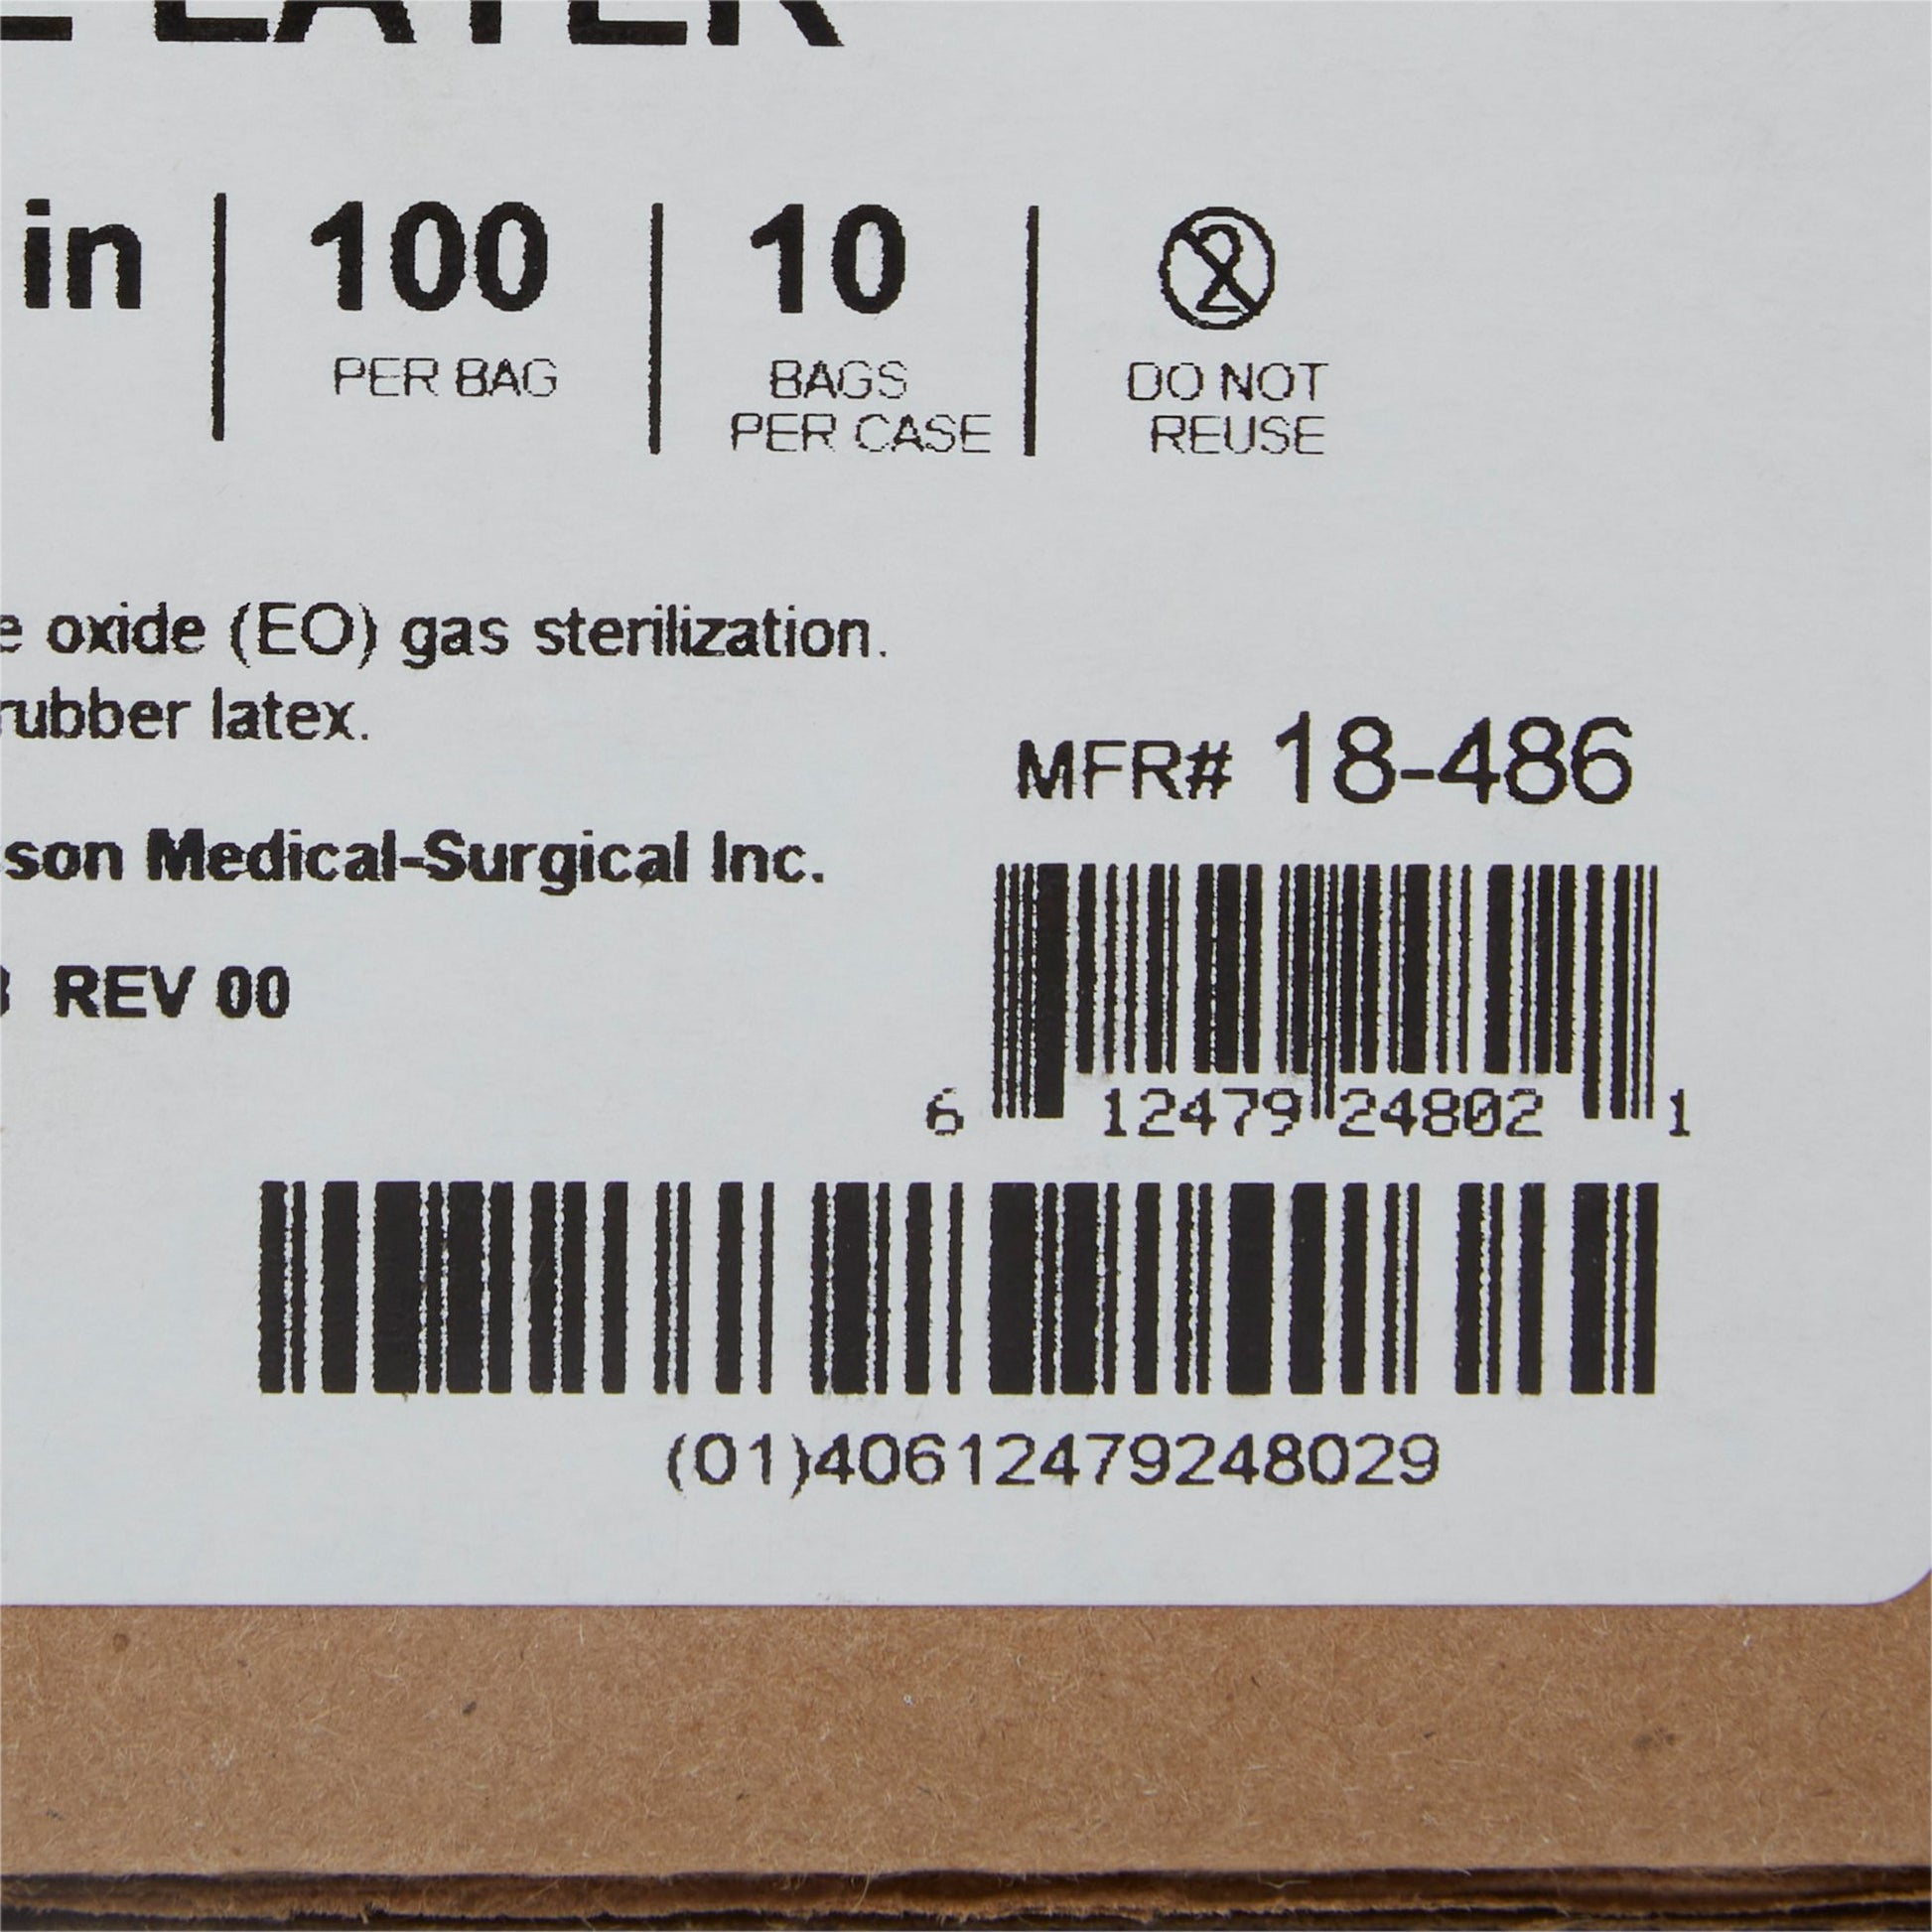 in
100
PER BAG
10
BAGS
PER CASE
2
DO NOT
REUSE
oxide (EO) gas sterilization.
rubber latex.
MFR# 18-486
Medical-Surgical Inc.
REV 00
6 12479 24802 1
(01)40612479248029